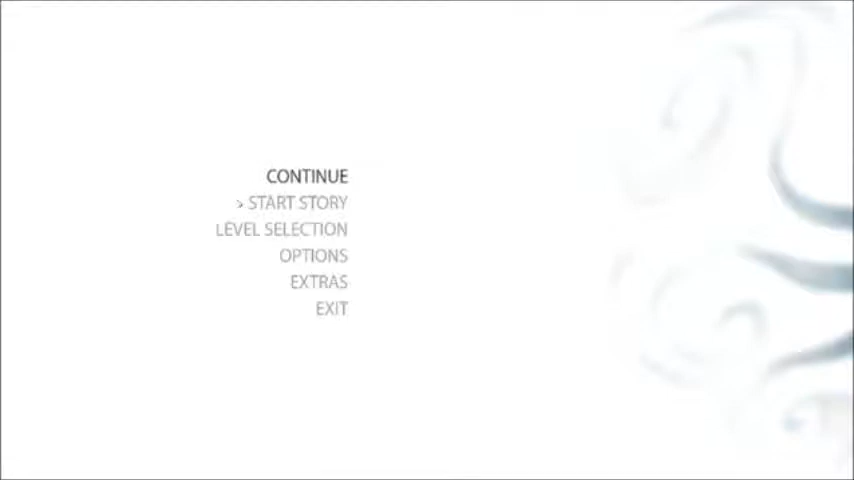 CONTINUE
› START STORY
LEVEL SELECTION
OPTIONS
EXTRAS
EXIT